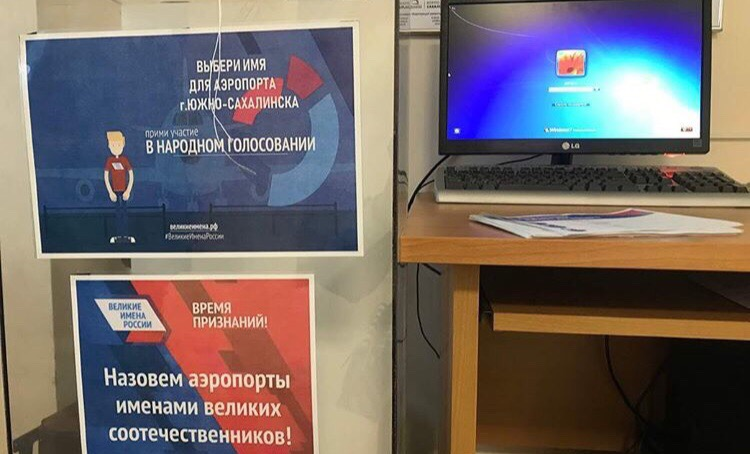 ВЫБЕРИ ИМЯ
ДЛЯ АЭРОПОРТА
г.ЮЖНО-САХАЛИНСКА
прими участие
В НАРОДНОМ ГОЛОСОВАНИИ
великиеимена.рф
#ВеликиеИменаРоссии
ВЕЛИКИЕ
ИМЕНА
РОССИИ
ВРЕМЯ
ПРИЗНАНИЙ!
Назовем аэропорты
именами великих
соотечественников!
LG